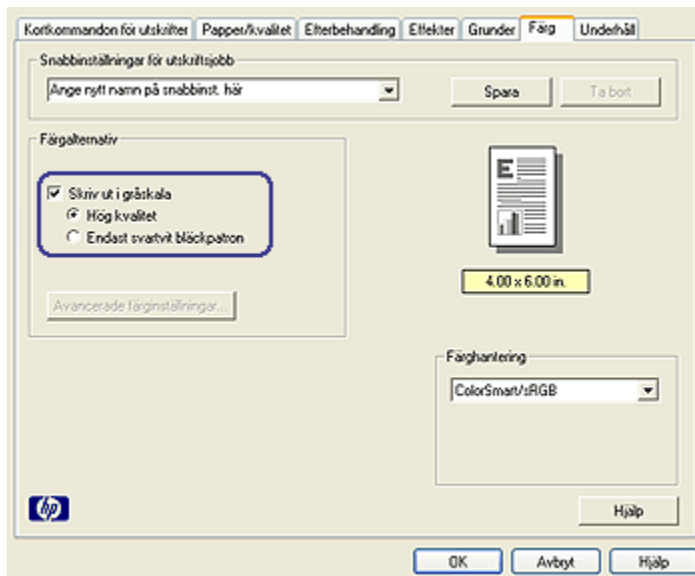 Kortkommandon för utskrifter Papper/kvalitet Efterbehandling Effekter Grunder Färg Underhåll
Snabbinställningar för utskriftsjobb
Ange nytt namn på snabbinst. här
Spara
Ta bort
Färgalternativ
Skriv ut i gråskala
Hög kvalitet
Endast svartvit bläckpatron
Avancerade färginställningar...
E
4.00 x 6.00 in.
Färghantering
ColorSmart/sRGB
hp
Hjälp
OK Avbryt Hjälp